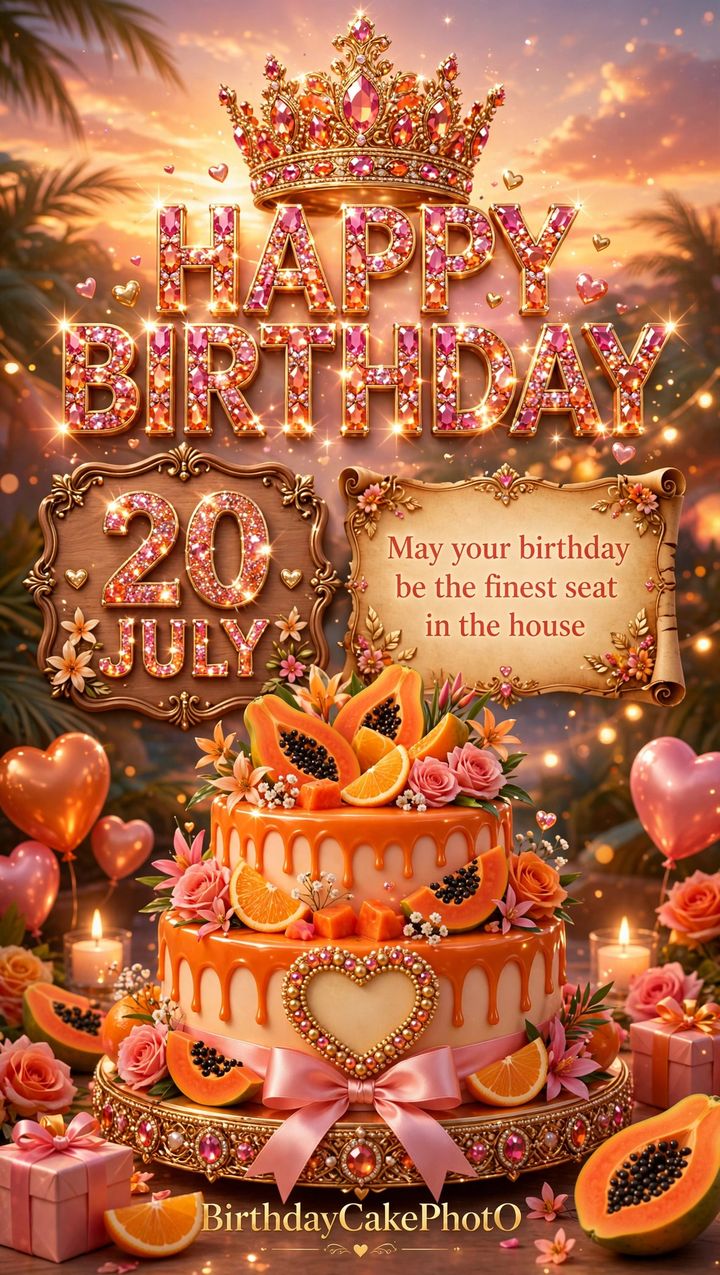 HAPPY
BIRTHDAY
20
JULY
May your birthday
be the finest seat
in the house
BirthdayCakePhotO